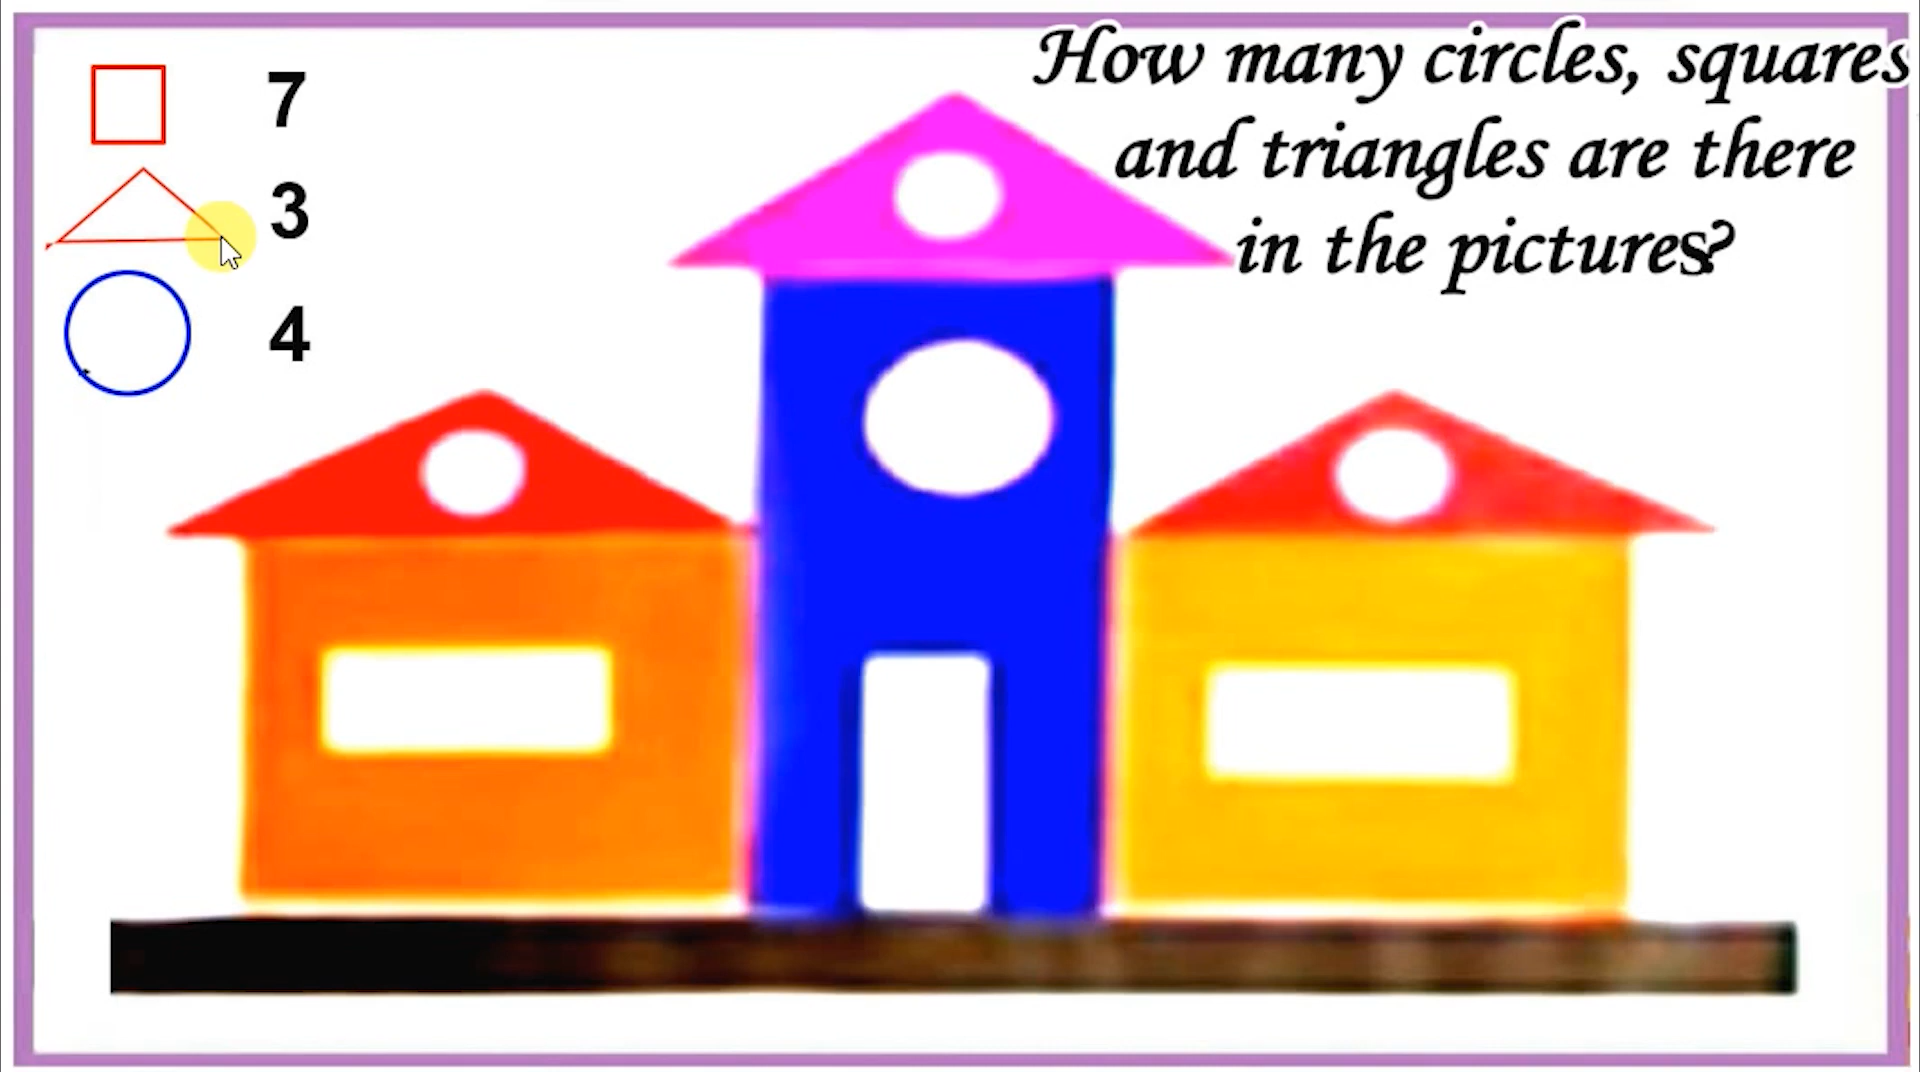 How many circles, squares
and triangles are there
in the pictures?
7
3
4